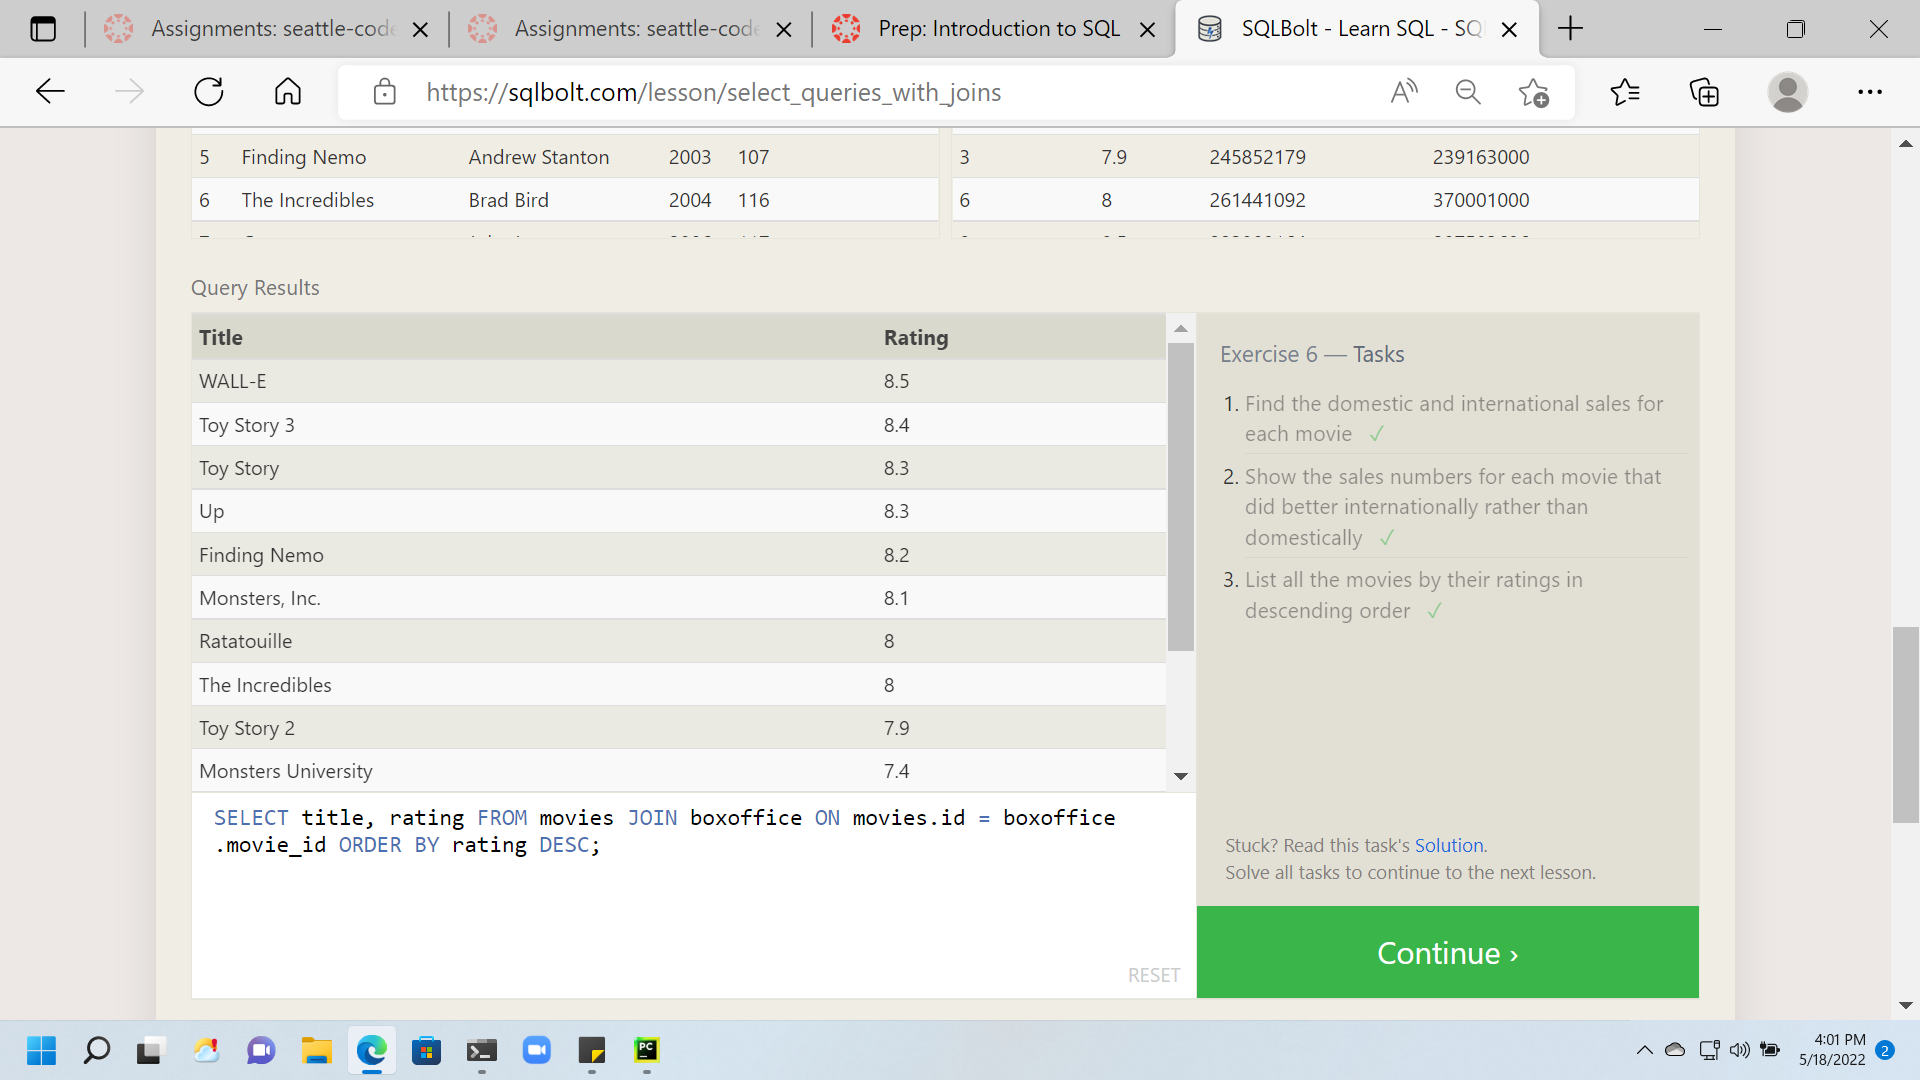 Assignments: seattle-code
Assignments: seattle-code
Prep: Introduction to SQL
SQLBolt - Learn SQL - SQ
https://sqlbolt.com/lesson/select_queries_with_joins
5 Finding Nemo Andrew Stanton 2003 107
3 7.9 245852179 239163000
6 The Incredibles Brad Bird 2004 116
6 8 261441092 370001000
Query Results
Title Rating
WALL-E 8.5
Toy Story 3 8.4
Toy Story 8.3
Up 8.3
Finding Nemo 8.2
Monsters, Inc. 8.1
Ratatouille 8
The Incredibles 8
Toy Story 2 7.9
Monsters University 7.4
SELECT title, rating FROM movies JOIN boxoffice ON movies.id = boxoffice
.movie_id ORDER BY rating DESC;
RESET
Exercise 6 — Tasks
1. Find the domestic and international sales for
each movie ✓
2. Show the sales numbers for each movie that
did better internationally rather than
domestically ✓
3. List all the movies by their ratings in
descending order ✓
Stuck? Read this task's Solution.
Solve all tasks to continue to the next lesson.
Continue ›
PC
4:01 PM
5/18/2022
2